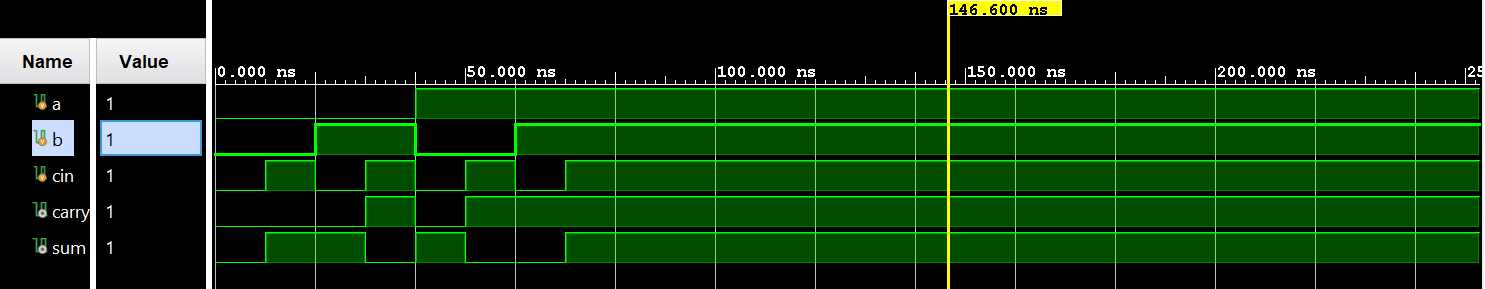 146.600 ns
Name Value
0.000 ns 50.000 ns 100.000 ns 150.000 ns 200.000 ns 25
a 1
b 1
cin 1
carry 1
sum 1